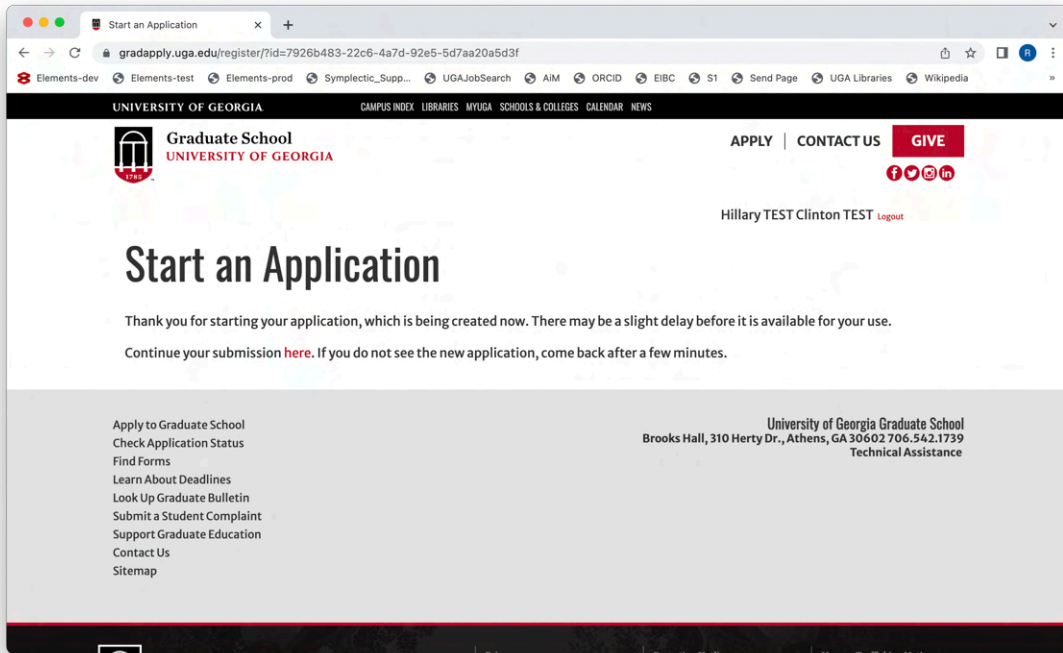 Start an Application
gradapply.uga.edu/register/?id=7926b483-22c6-4a7d-92e5-5d7aa20a5d3f
R
Elements-dev Elements-test Elements-prod Symplectic_Supp... UGAJobSearch AiM ORCID EIBC S1 Send Page UGA Libraries Wikipedia »
UNIVERSITY OF GEORGIA CAMPUS INDEX LIBRARIES MYUGA SCHOOLS & COLLEGES CALENDAR NEWS
Graduate School
UNIVERSITY OF GEORGIA
1785
APPLY | CONTACT US GIVE
Hillary TEST Clinton TEST Logout
Start an Application
Thank you for starting your application, which is being created now. There may be a slight delay before it is available for your use.
Continue your submission here. If you do not see the new application, come back after a few minutes.
Apply to Graduate School
Check Application Status
Find Forms
Learn About Deadlines
Look Up Graduate Bulletin
Submit a Student Complaint
Support Graduate Education
Contact Us
Sitemap
University of Georgia Graduate School
Brooks Hall, 310 Herty Dr., Athens, GA 30602 706.542.1739
Technical Assistance